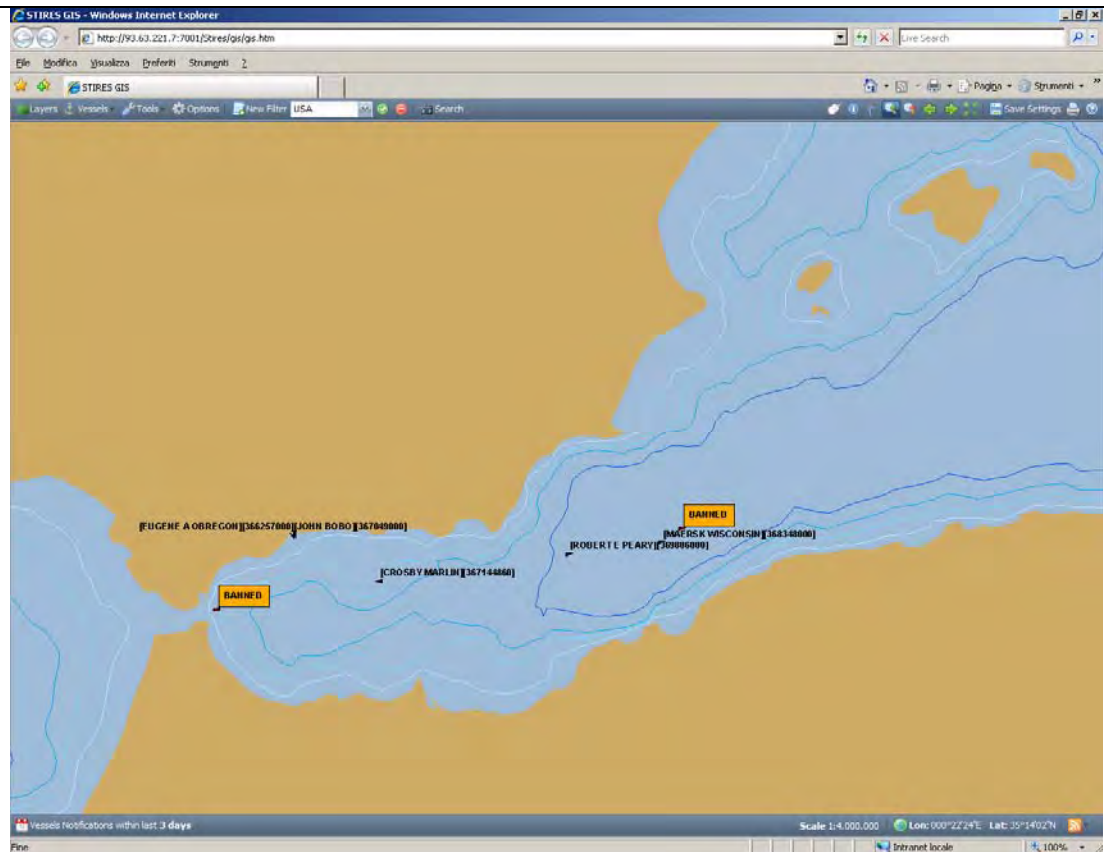 STIRES GIS - Windows Internet Explorer
http://93.63.221.7:7001/Stires/gis/gis.htm
Live Search
File Modifica Visualizza Preferiti Strumenti ?
STIRES GIS
Pagina Strumenti
Layers Vessels Tools Options New Filter USA Search Save Settings
BANNED
[EUGENE A OBREGON][366257000][JOHN BOBO][367049000]
[MAERSK WISCONSIN][368348000]
[ROBERT E PEARY]
[CROSBY MARLIN][367144860]
BANNED
Vessels Notifications within last 3 days
Scale 1:4.000.000 Lon: 000°22'24"E Lat: 35°14'02"N
Fine
Intranet locale
100%